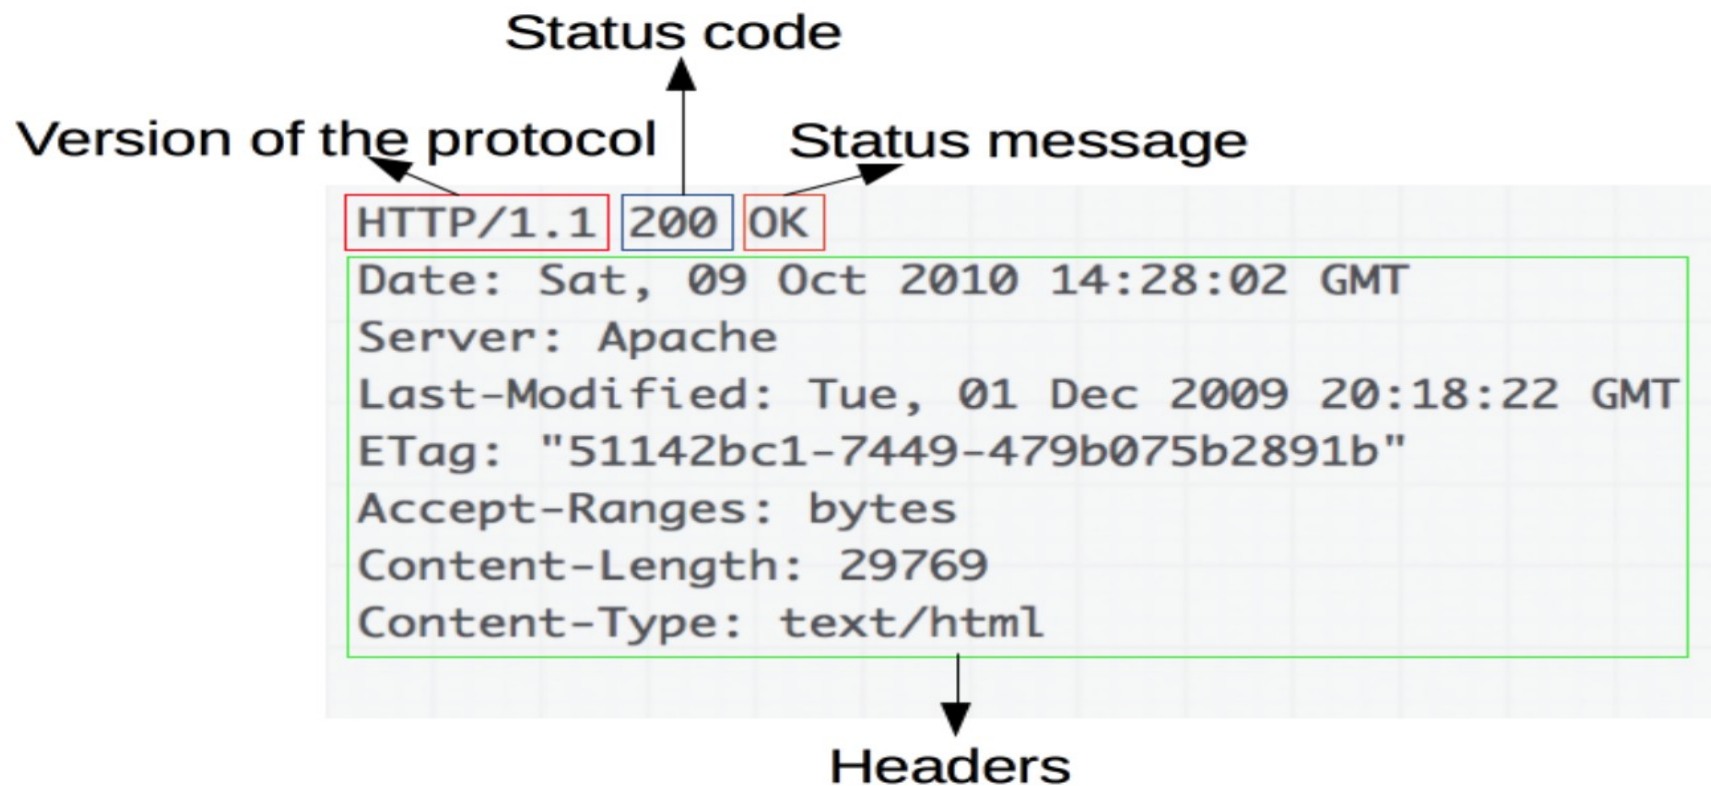 Status code
Version of the protocol
Status message
HTTP/1.1 200 OK
Date: Sat, 09 Oct 2010 14:28:02 GMT
Server: Apache
Last-Modified: Tue, 01 Dec 2009 20:18:22 GMT
ETag: "51142bc1-7449-479b075b2891b"
Accept-Ranges: bytes
Content-Length: 29769
Content-Type: text/html
Headers